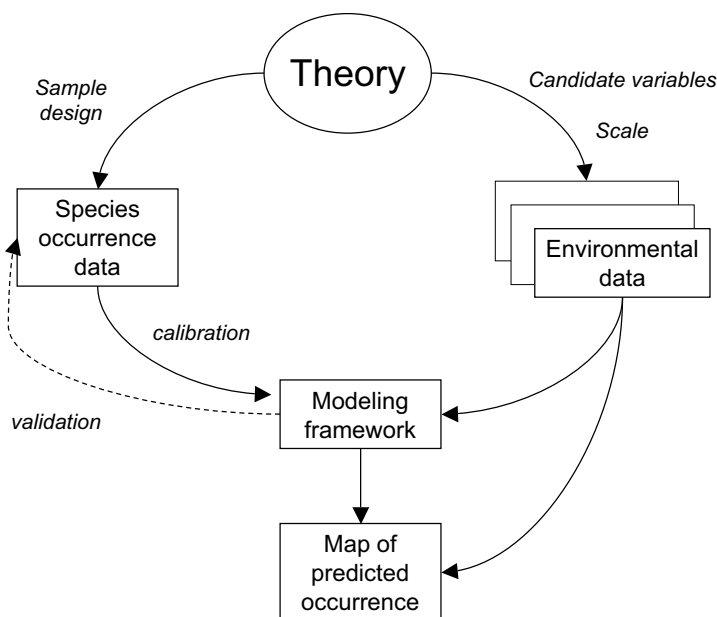 Theory
Sample
design
Candidate variables
Scale
Species
occurrence
data
Environmental
data
calibration
validation
Modeling
framework
Map of
predicted
occurrence